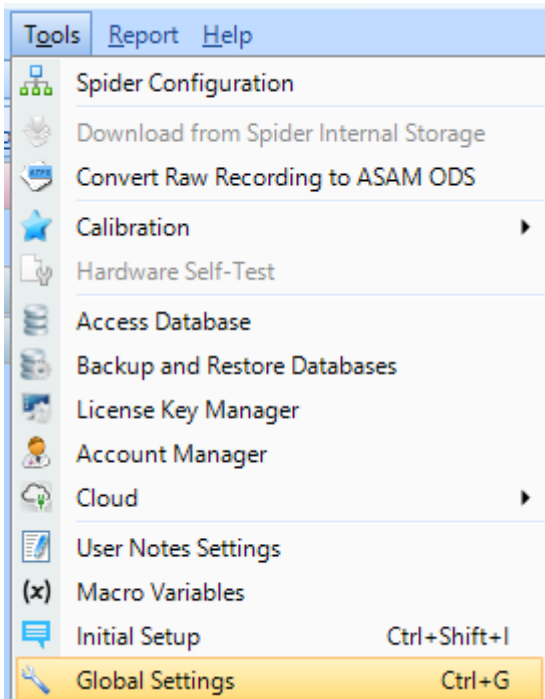 Tools Report Help
Spider Configuration
Download from Spider Internal Storage
Convert Raw Recording to ASAM ODS
Calibration
Hardware Self-Test
Access Database
Backup and Restore Databases
License Key Manager
Account Manager
Cloud
User Notes Settings
(x) Macro Variables
Initial Setup Ctrl+Shift+I
Global Settings Ctrl+G